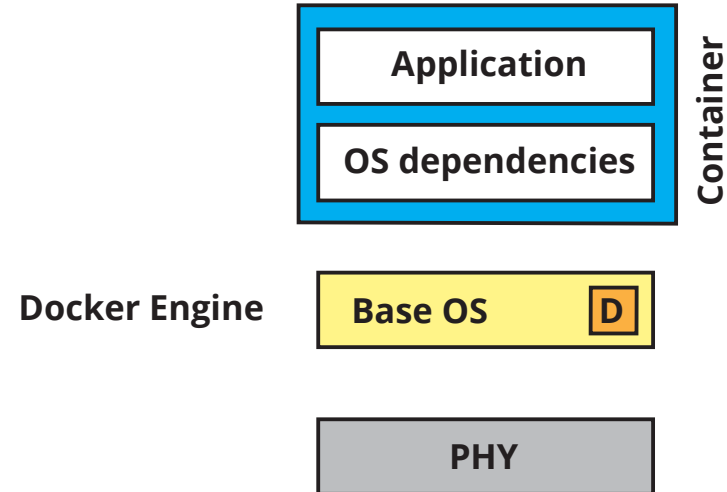 Application
OS dependencies
Container
Docker Engine
Base OS
D
PHY